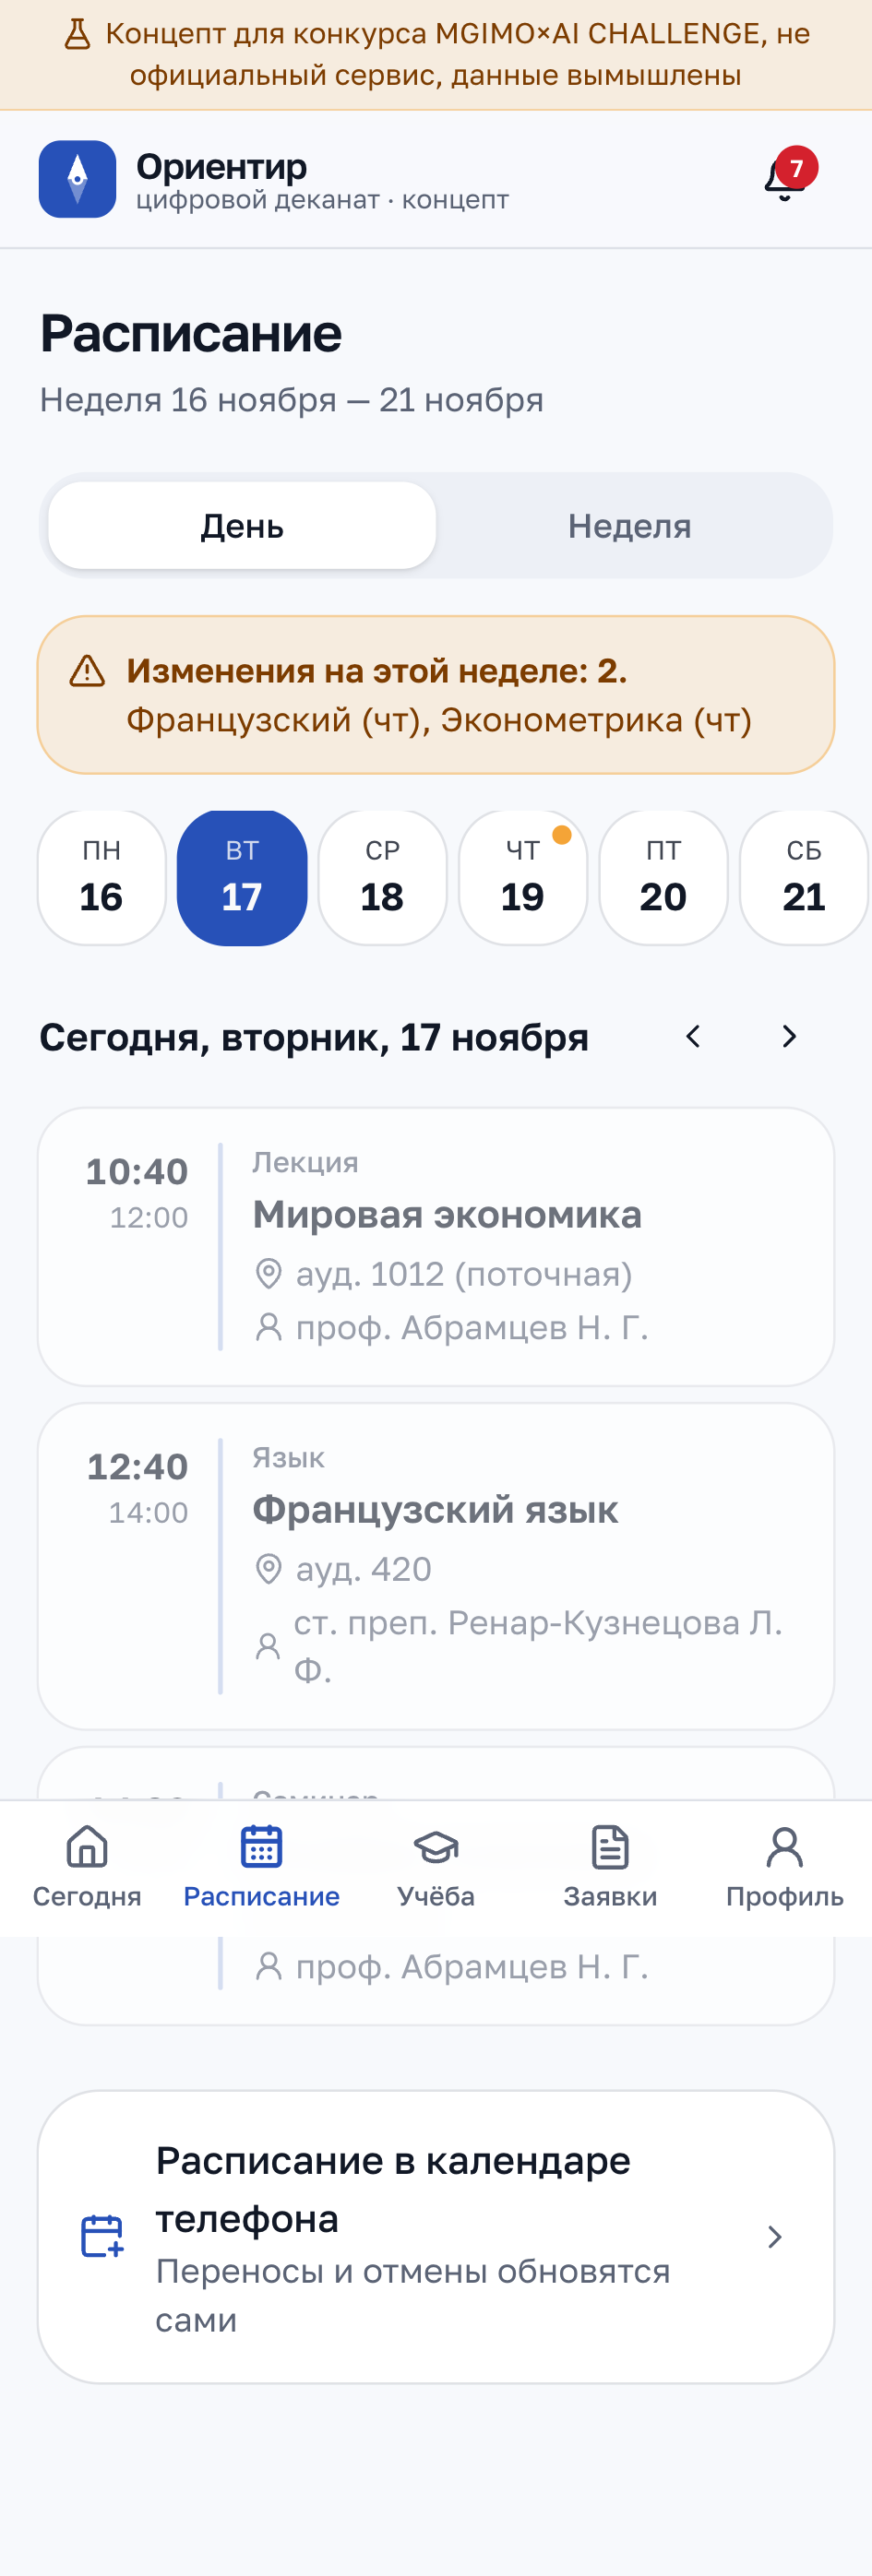 Концепт для конкурса MGIMO×AI CHALLENGE, не
официальный сервис, данные вымышлены
Ориентир
цифровой деканат · концепт
7
Расписание
Неделя 16 ноября — 21 ноября
День
Неделя
Изменения на этой неделе: 2.
Французский (чт), Эконометрика (чт)
ПН
16
ВТ
17
СР
18
ЧТ
19
ПТ
20
СБ
21
Сегодня, вторник, 17 ноября
10:40
12:00
Лекция
Мировая экономика
ауд. 1012 (поточная)
проф. Абрамцев Н. Г.
12:40
14:00
Язык
Французский язык
ауд. 420
ст. преп. Ренар-Кузнецова Л.
Ф.
Сегодня
Расписание
Учёба
Заявки
Профиль
проф. Абрамцев Н. Г.
Расписание в календаре
телефона
Переносы и отмены обновятся
сами